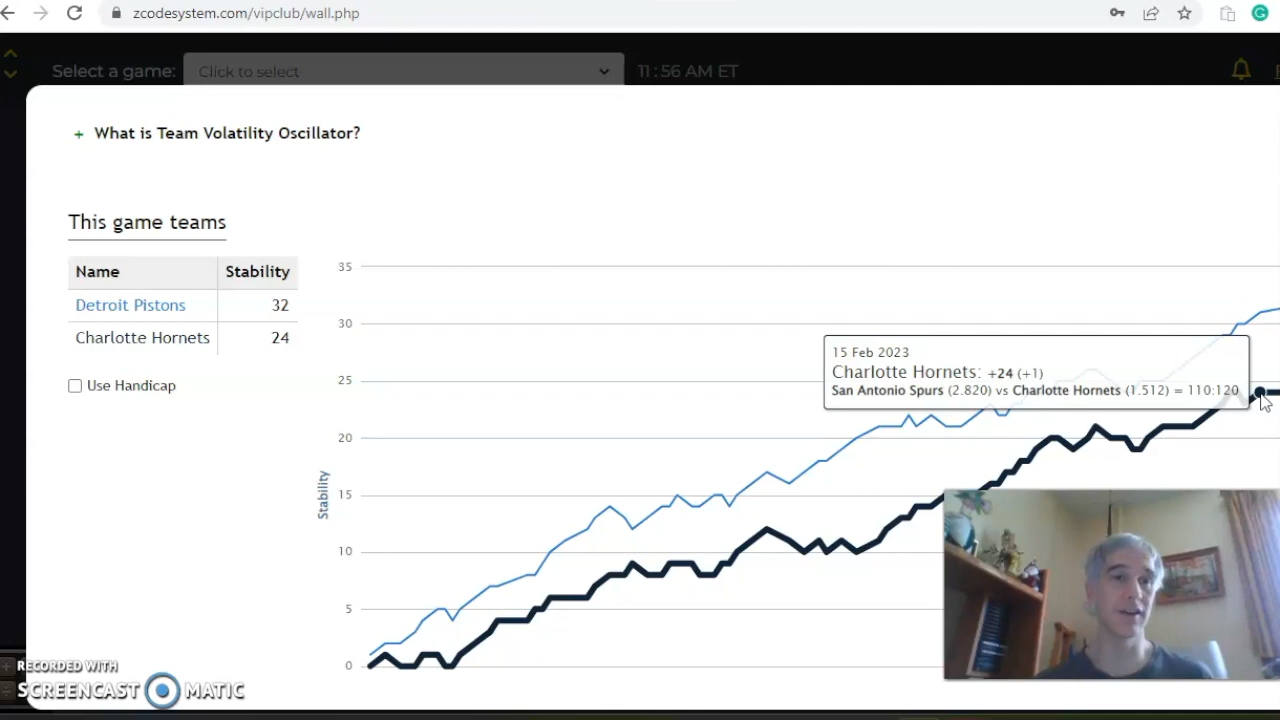 zcodesystem.com/vipclub/wall.php
Select a game: Click to select 11:56 AM ET
+ What is Team Volatility Oscillator?
This game teams
Name Stability
Detroit Pistons 32
Charlotte Hornets 24
Use Handicap
35
30
25
20
15
10
5
0
Stability
15 Feb 2023
Charlotte Hornets: +24 (+1)
San Antonio Spurs (2.820) vs Charlotte Hornets (1.512) = 110:120
RECORDED WITH
SCREENCAST MATIC